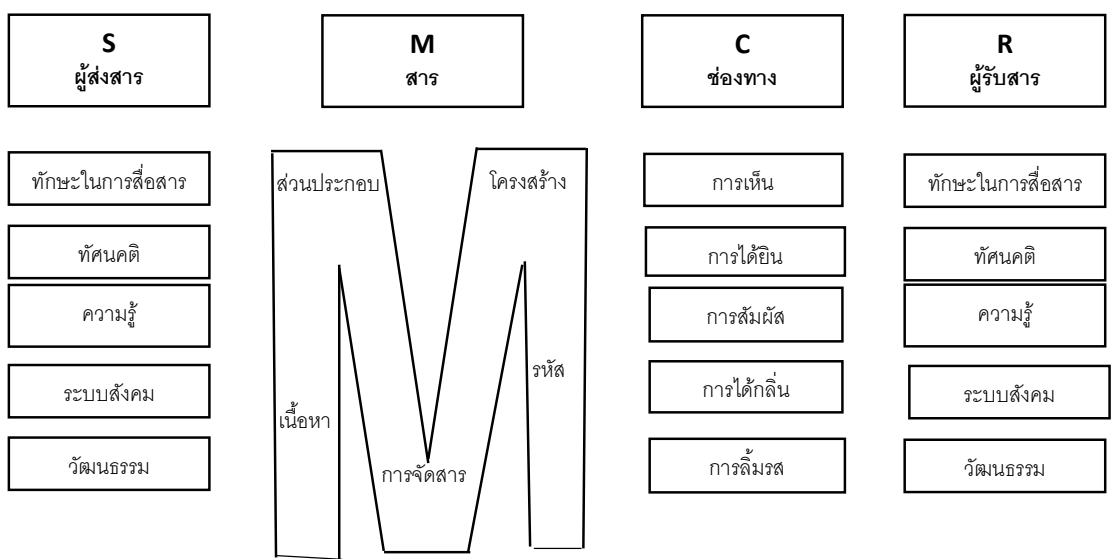 S
ผู้ส่งสาร
M
สาร
C
ช่องทาง
R
ผู้รับสาร
ทักษะในการสื่อสาร
ทัศนคติ
ความรู้
ระบบสังคม
วัฒนธรรม
ส่วนประกอบ
โครงสร้าง
เนื้อหา
รหัส
การจัดสาร
การเห็น
การได้ยิน
การสัมผัส
การได้กลิ่น
การลิ้มรส
ทักษะในการสื่อสาร
ทัศนคติ
ความรู้
ระบบสังคม
วัฒนธรรม